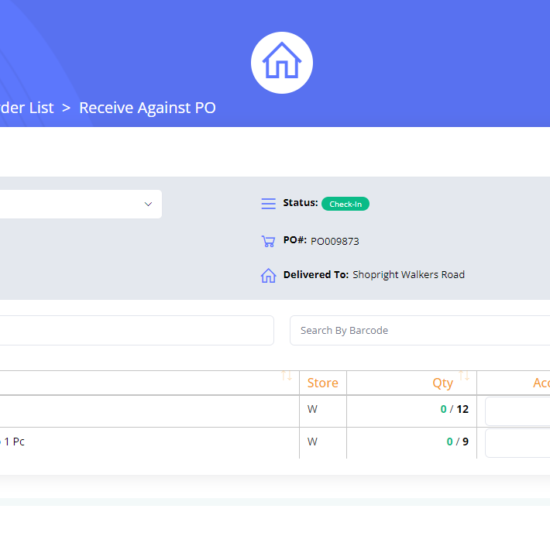 der List > Receive Against PO
Status: Check-In
PO#: PO009873
Delivered To: Shopright Walkers Road
Search By Barcode
Store Qty Acc
W 0 / 12
1 Pc W 0 / 9